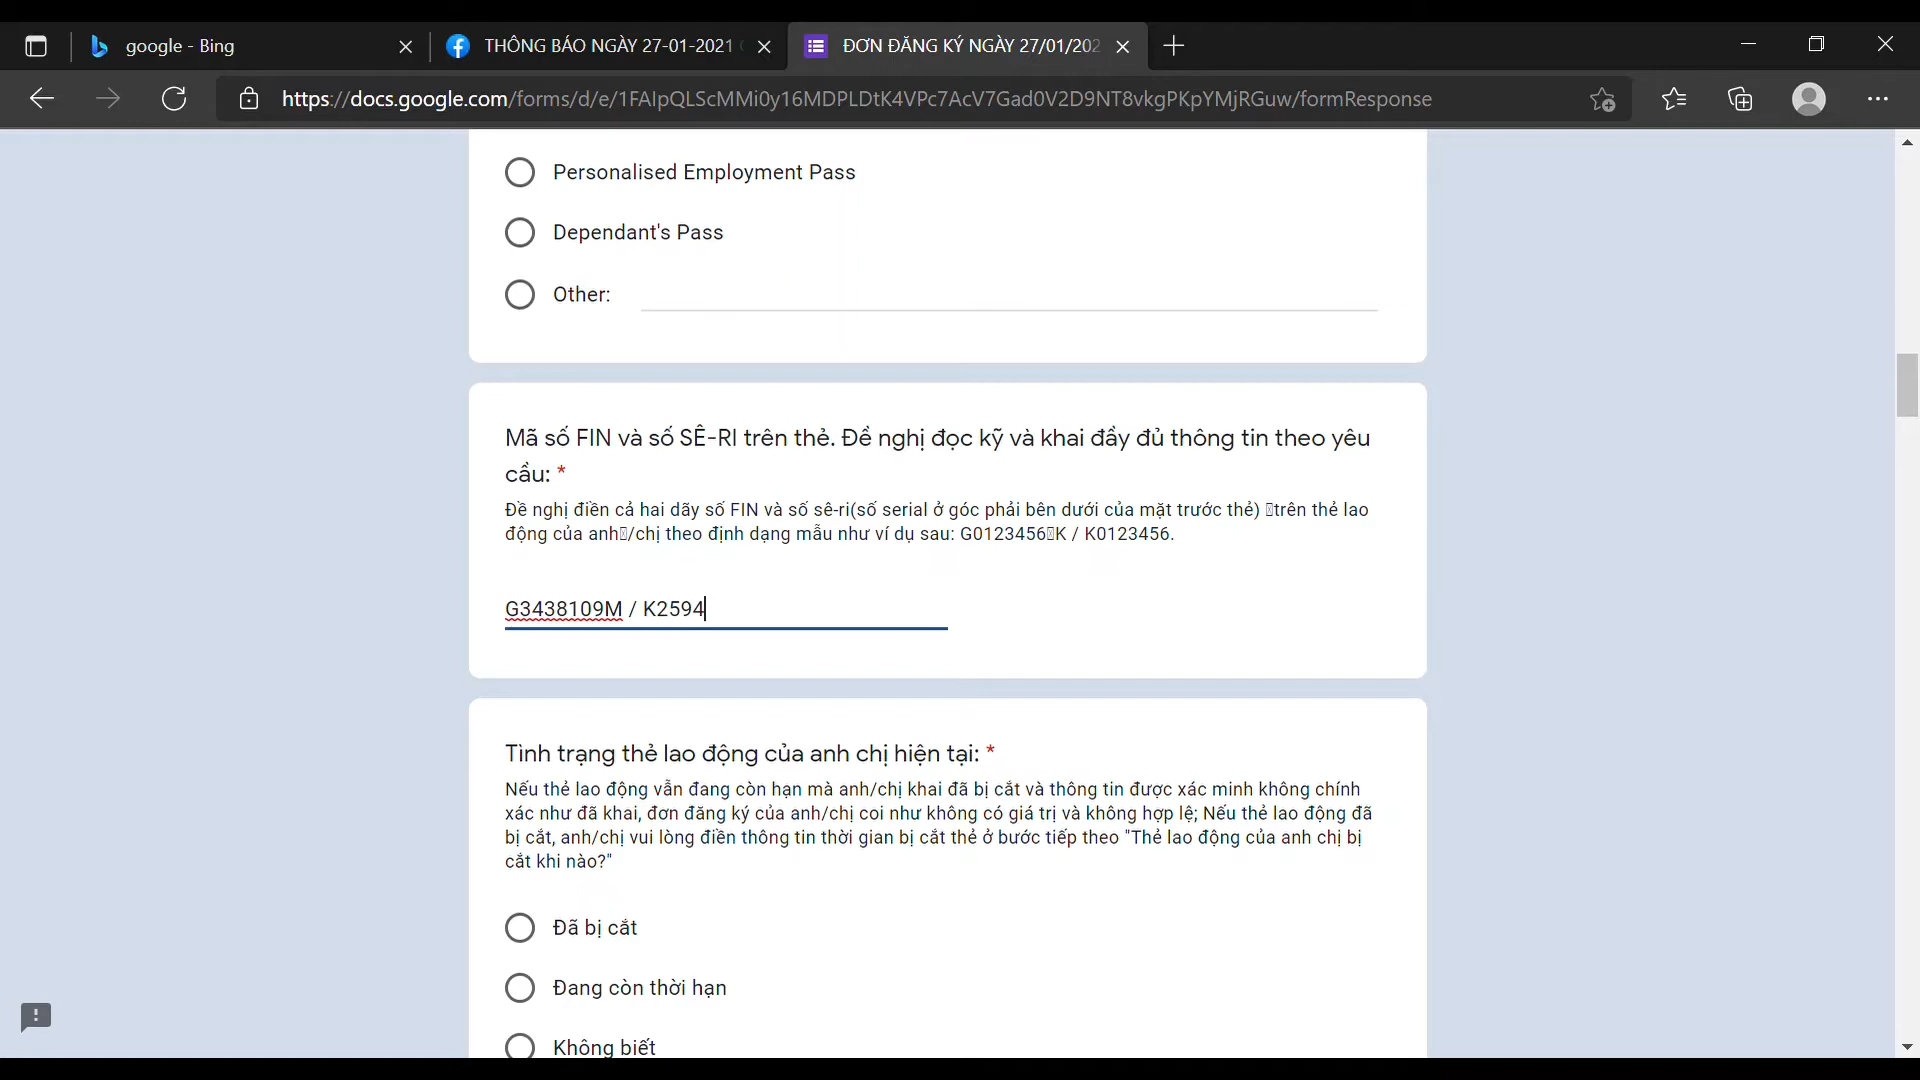 google - Bing
THÔNG BÁO NGÀY 27-01-2021
ĐƠN ĐĂNG KÝ NGÀY 27/01/202
https://docs.google.com/forms/d/e/1FAIpQLScMMi0y16MDPLDtK4VPc7AcV7Gad0V2D9NT8vkgPKpYMjRGuw/formResponse
Personalised Employment Pass
Dependant's Pass
Other:
Mã số FIN và số SÊ-RI trên thẻ. Đề nghị đọc kỹ và khai đầy đủ thông tin theo yêu
cầu: *
Đề nghị điền cả hai dãy số FIN và số sê-ri(số serial ở góc phải bên dưới của mặt trước thẻ) trên thẻ lao
động của anh/chị theo định dạng mẫu như ví dụ sau: G0123456K / K0123456.
G3438109M / K2594
Tình trạng thẻ lao động của anh chị hiện tại: *
Nếu thẻ lao động vẫn đang còn hạn mà anh/chị khai đã bị cắt và thông tin được xác minh không chính
xác như đã khai, đơn đăng ký của anh/chị coi như không có giá trị và không hợp lệ; Nếu thẻ lao động đã
bị cắt, anh/chị vui lòng điền thông tin thời gian bị cắt thẻ ở bước tiếp theo "Thẻ lao động của anh chị bị
cắt khi nào?"
Đã bị cắt
Đang còn thời hạn
Không biết